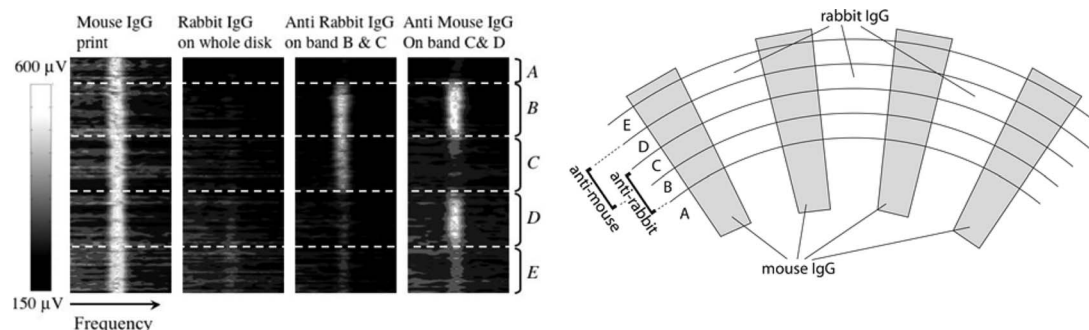 Mouse IgG
print
Rabbit IgG
on whole disk
Anti Rabbit IgG
on band B & C
Anti Mouse IgG
On band C& D
600 μV
150 μV
Frequency
A
B
C
D
E
rabbit IgG
E
D
C
B
A
anti-mouse
anti-rabbit
mouse IgG